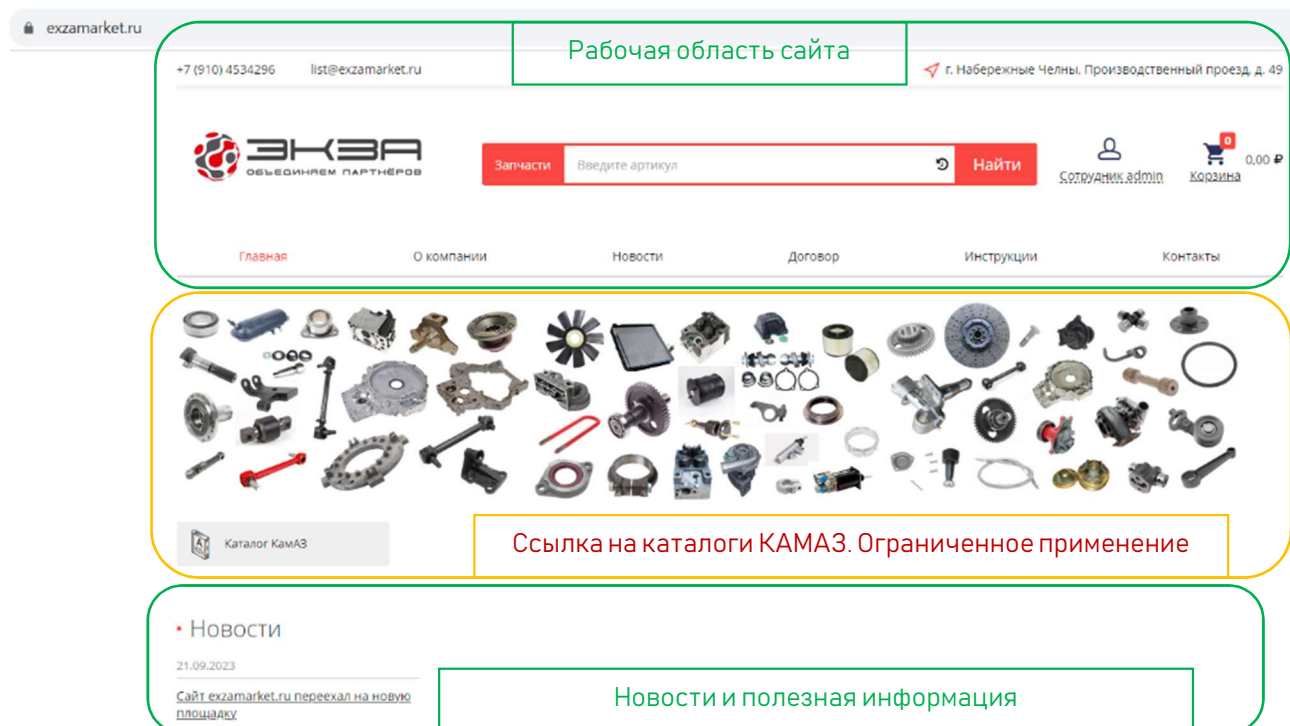 exzamarket.ru
Рабочая область сайта
+7 (910) 4534296 list@exzamarket.ru г. Набережные Челны, Производственный проезд, д. 49
ЭКЗА
ОБЪЕДИНЯЕМ ПАРТНЁРОВ
Запчасти Введите артикул Найти
Сотрудник admin
0
Корзина
0,00 ₽
Главная О компании Новости Договор Инструкции Контакты
Каталог КамАЗ
Ссылка на каталоги КАМАЗ. Ограниченное применение
Новости
21.09.2023
Сайт exzamarket.ru переехал на новую
площадку
Новости и полезная информация